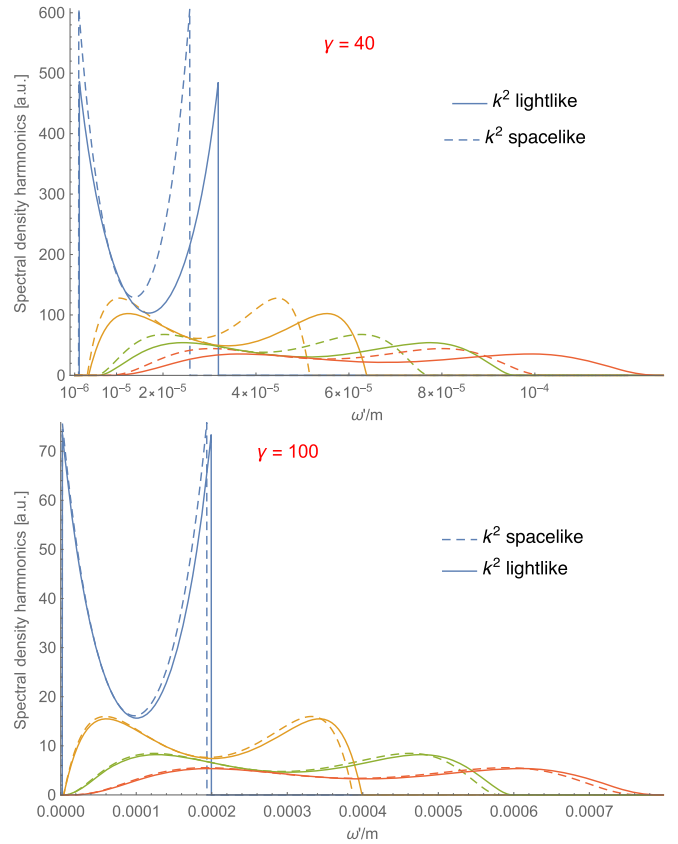 600
500
400
300
200
100
0
Spectral density harmnonics [a.u.]
γ = 40
k² lightlike
k² spacelike
10⁻⁶ 10⁻⁵ 2×10⁻⁵ 4×10⁻⁵ 6×10⁻⁵ 8×10⁻⁵ 10⁻⁴
ω'/m
70
60
50
40
30
20
10
0
Spectral density harmnonics [a.u.]
γ = 100
k² spacelike
k² lightlike
0.0000 0.0001 0.0002 0.0003 0.0004 0.0005 0.0006 0.0007
ω'/m